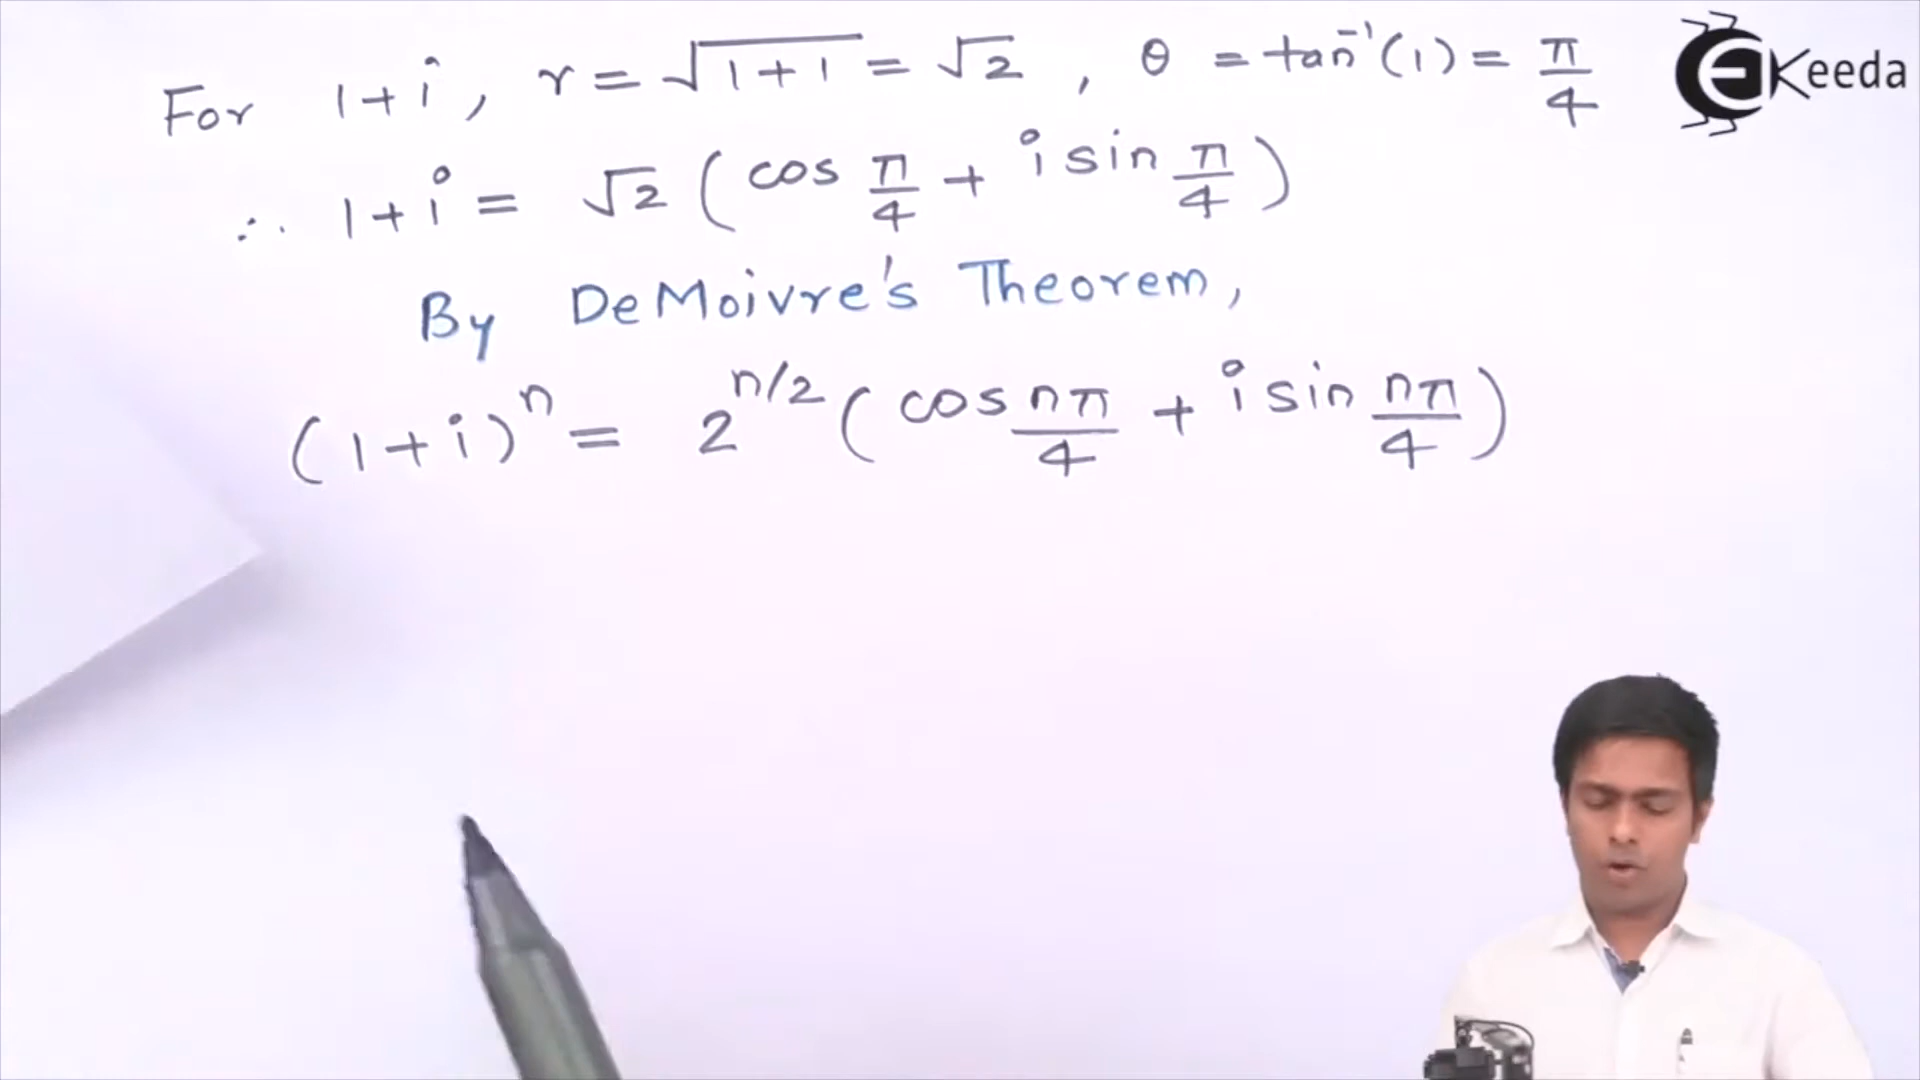 For 1+i, r = √1+1 = √2 , θ = tan⁻¹(1) = π/4
∴ 1+i = √2 ( cos π/4 + i sin π/4 )
By DeMoivre's Theorem,
(1+i)ⁿ = 2^n/2 ( cos nπ/4 + i sin nπ/4 )
EKeeda